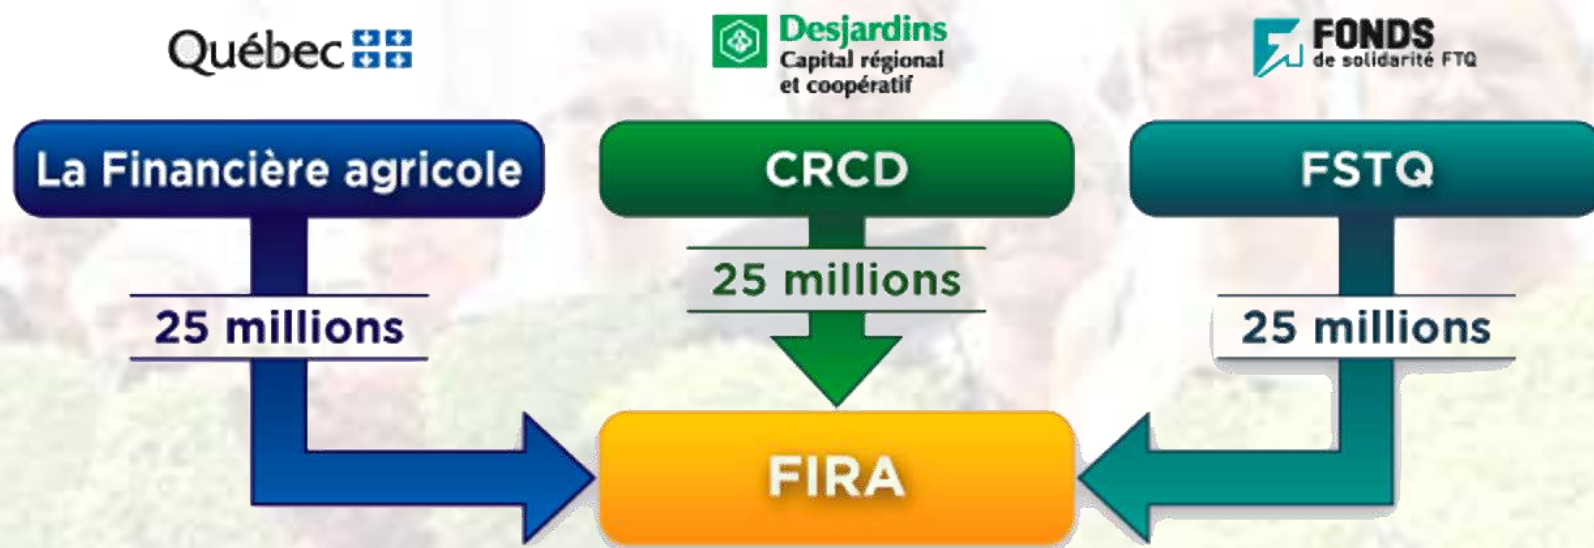 Québec
Desjardins
Capital régional
et coopératif
FONDS
de solidarité FTQ
La Financière agricole
CRCD
FSTQ
25 millions
25 millions
25 millions
FIRA